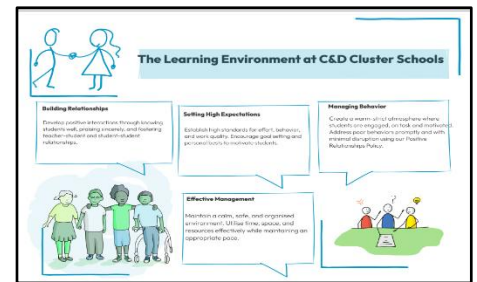 The Learning Environment at C&D Cluster Schools
Building Relationships
Develop positive interactions through knowing
students well, praising sincerely, and fostering
teacher-student and student-student
relationships.
Setting High Expectations
Establish high standards for effort, behavior,
and work quality. Encourage goal setting and
personal bests to motivate students.
Managing Behavior
Create a warm-strict atmosphere where
students are engaged, on task and motivated.
Address poor behaviors promptly and with
minimal disruption using our Positive
Relationships Policy.
Effective Management
Maintain a calm, safe, and organised
environment. Utilise time, space, and
resources effectively while maintaining an
appropriate pace.